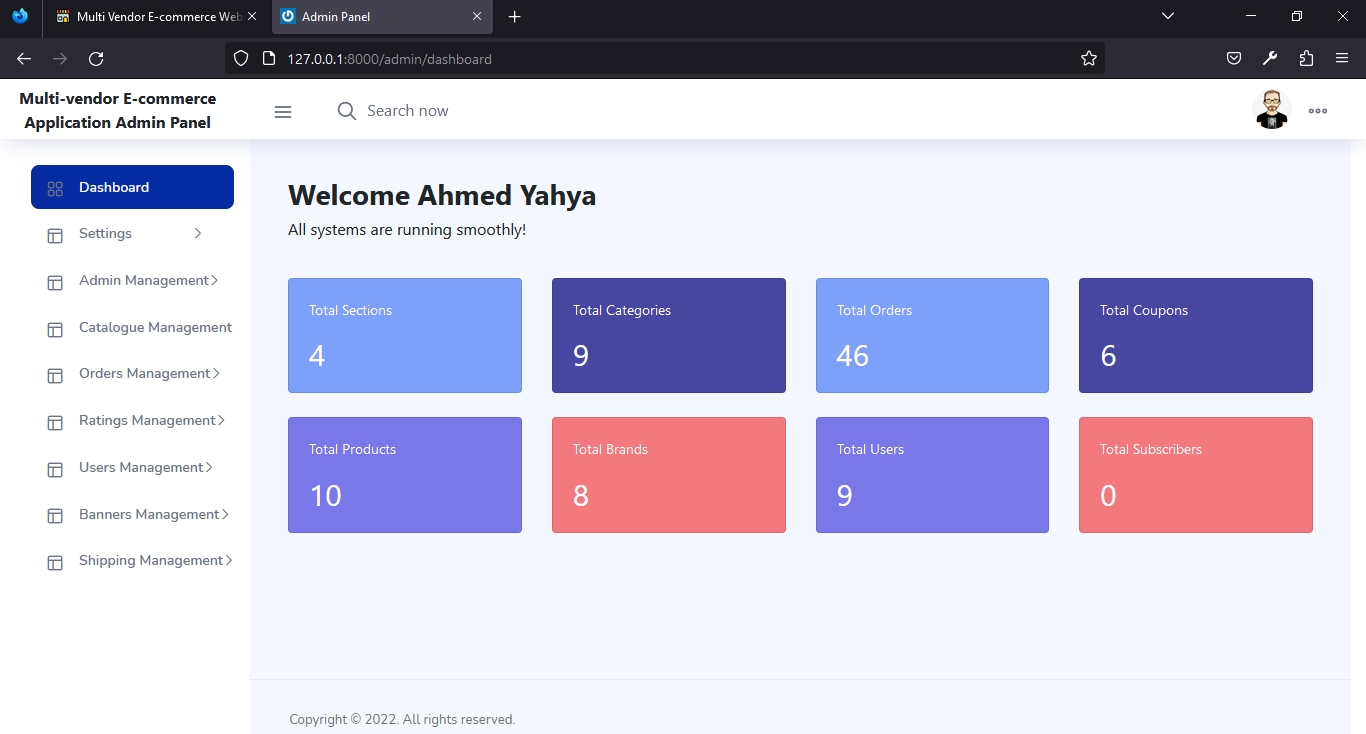 Multi Vendor E-commerce Web
Admin Panel
127.0.0.1:8000/admin/dashboard
Multi-vendor E-commerce
Application Admin Panel
Search now
Dashboard
Settings
Admin Management
Catalogue Management
Orders Management
Ratings Management
Users Management
Banners Management
Shipping Management
Welcome Ahmed Yahya
All systems are running smoothly!
Total Sections
4
Total Categories
9
Total Orders
46
Total Coupons
6
Total Products
10
Total Brands
8
Total Users
9
Total Subscribers
0
Copyright © 2022. All rights reserved.